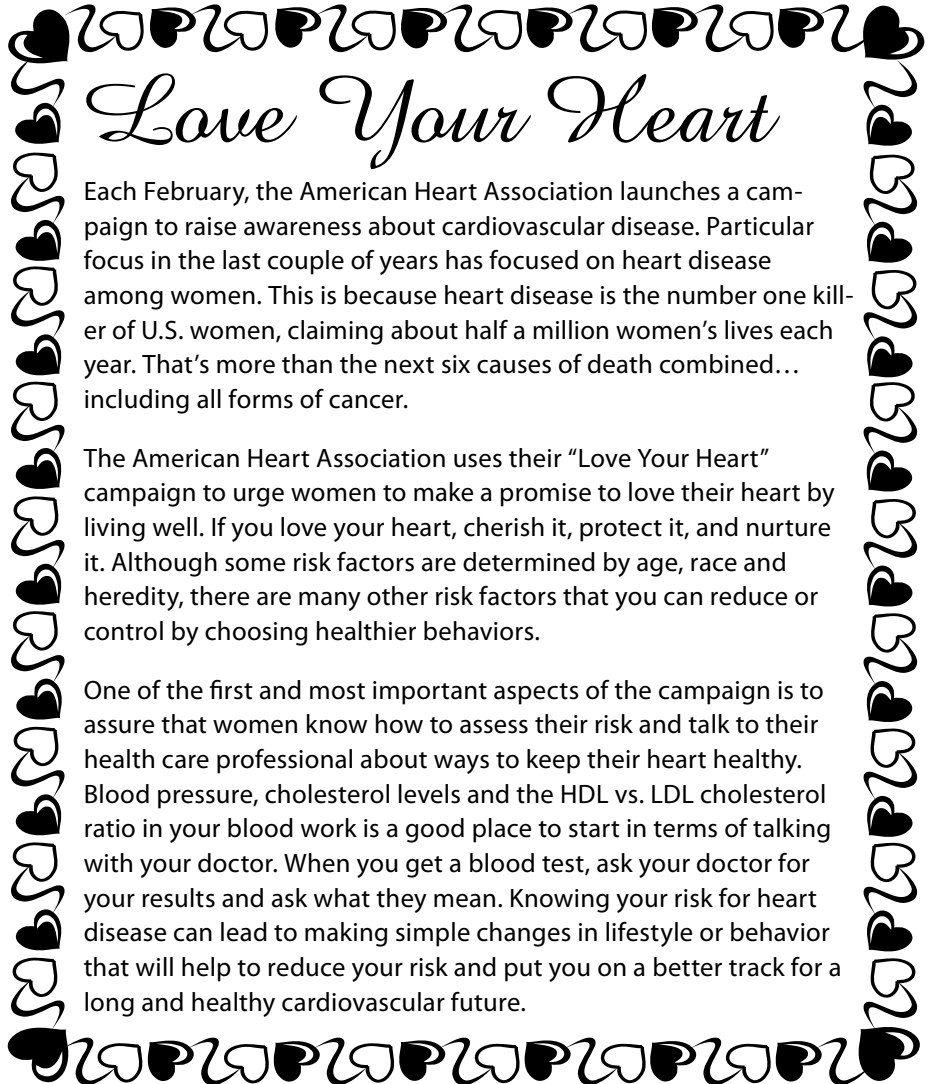 Love Your Heart
Each February, the American Heart Association launches a cam-
paign to raise awareness about cardiovascular disease. Particular
focus in the last couple of years has focused on heart disease
among women. This is because heart disease is the number one kill-
er of U.S. women, claiming about half a million women’s lives each
year. That’s more than the next six causes of death combined…
including all forms of cancer.
The American Heart Association uses their “Love Your Heart”
campaign to urge women to make a promise to love their heart by
living well. If you love your heart, cherish it, protect it, and nurture
it. Although some risk factors are determined by age, race and
heredity, there are many other risk factors that you can reduce or
control by choosing healthier behaviors.
One of the first and most important aspects of the campaign is to
assure that women know how to assess their risk and talk to their
health care professional about ways to keep their heart healthy.
Blood pressure, cholesterol levels and the HDL vs. LDL cholesterol
ratio in your blood work is a good place to start in terms of talking
with your doctor. When you get a blood test, ask your doctor for
your results and ask what they mean. Knowing your risk for heart
disease can lead to making simple changes in lifestyle or behavior
that will help to reduce your risk and put you on a better track for a
long and healthy cardiovascular future.